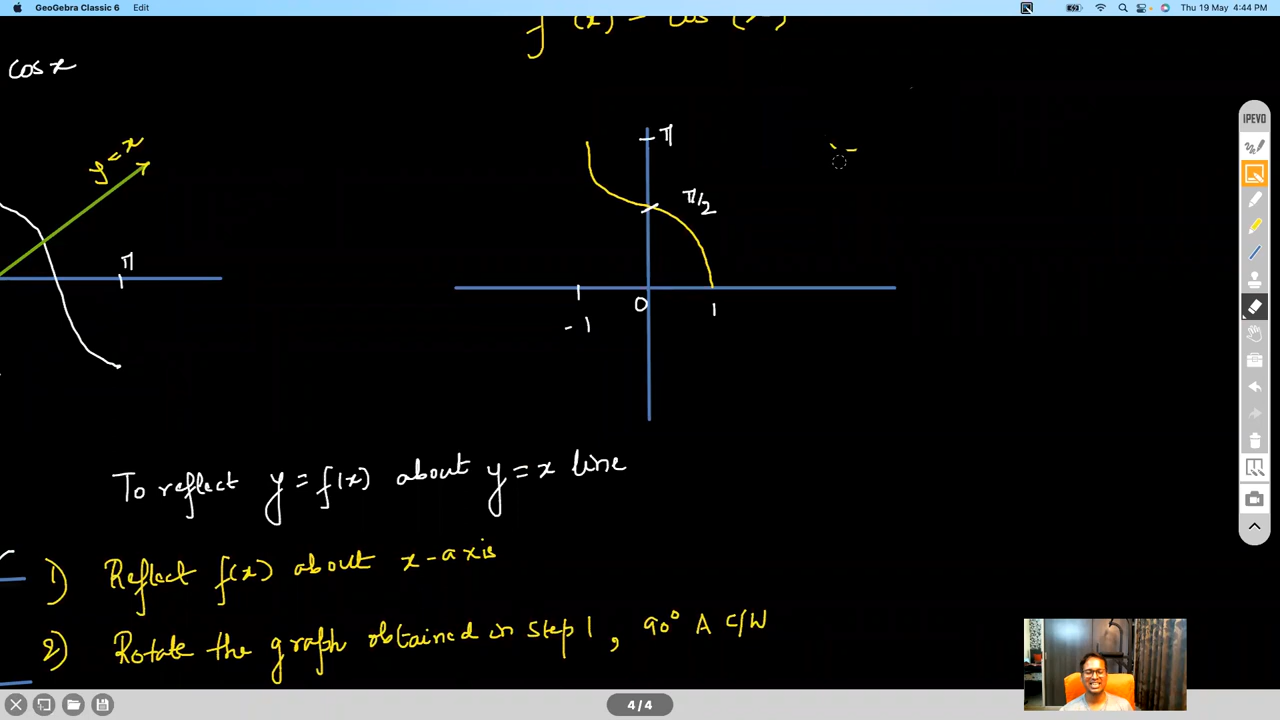 GeoGebra Classic 6 Edit Thu 19 May 4:44 PM
cos x
y=x
π
π
π/2
0
-1
1
IPEVO
To reflect y = f(x) about y = x line
1) Reflect f(x) about x-axis
2) Rotate the graph obtained in step 1, 90° A C/W
4 / 4